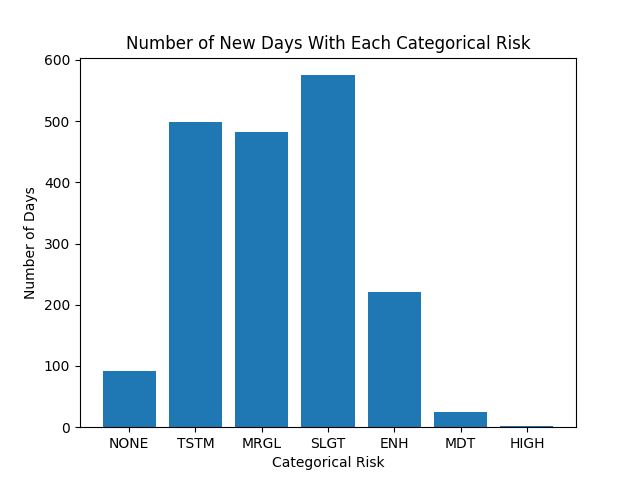 Number of New Days With Each Categorical Risk
Number of Days
600
500
400
300
200
100
0
NONE TSTM MRGL SLGT ENH MDT HIGH
Categorical Risk